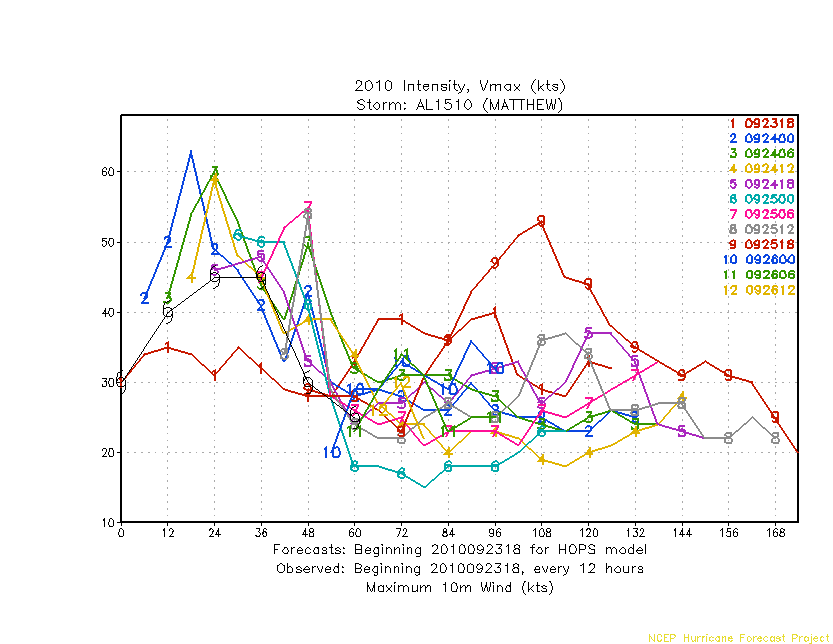 2010 Intensity, Vmax (kts)
Storm: AL1510 (MATTHEW)
1 092318
2 092400
3 092406
4 092412
5 092418
6 092500
7 092506
8 092512
9 092518
10 092600
11 092606
12 092612
60
50
40
30
20
10
0 12 24 36 48 60 72 84 96 108 120 132 144 156 168
Forecasts: Beginning 2010092318 for HOPS model
Observed: Beginning 2010092318, every 12 hours
Maximum 10m Wind (kts)
NCEP Hurricane Forecast Project